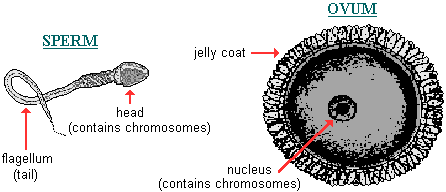 SPERM
head
(contains chromosomes)
flagellum
(tail)
OVUM
jelly coat
nucleus
(contains chromosomes)